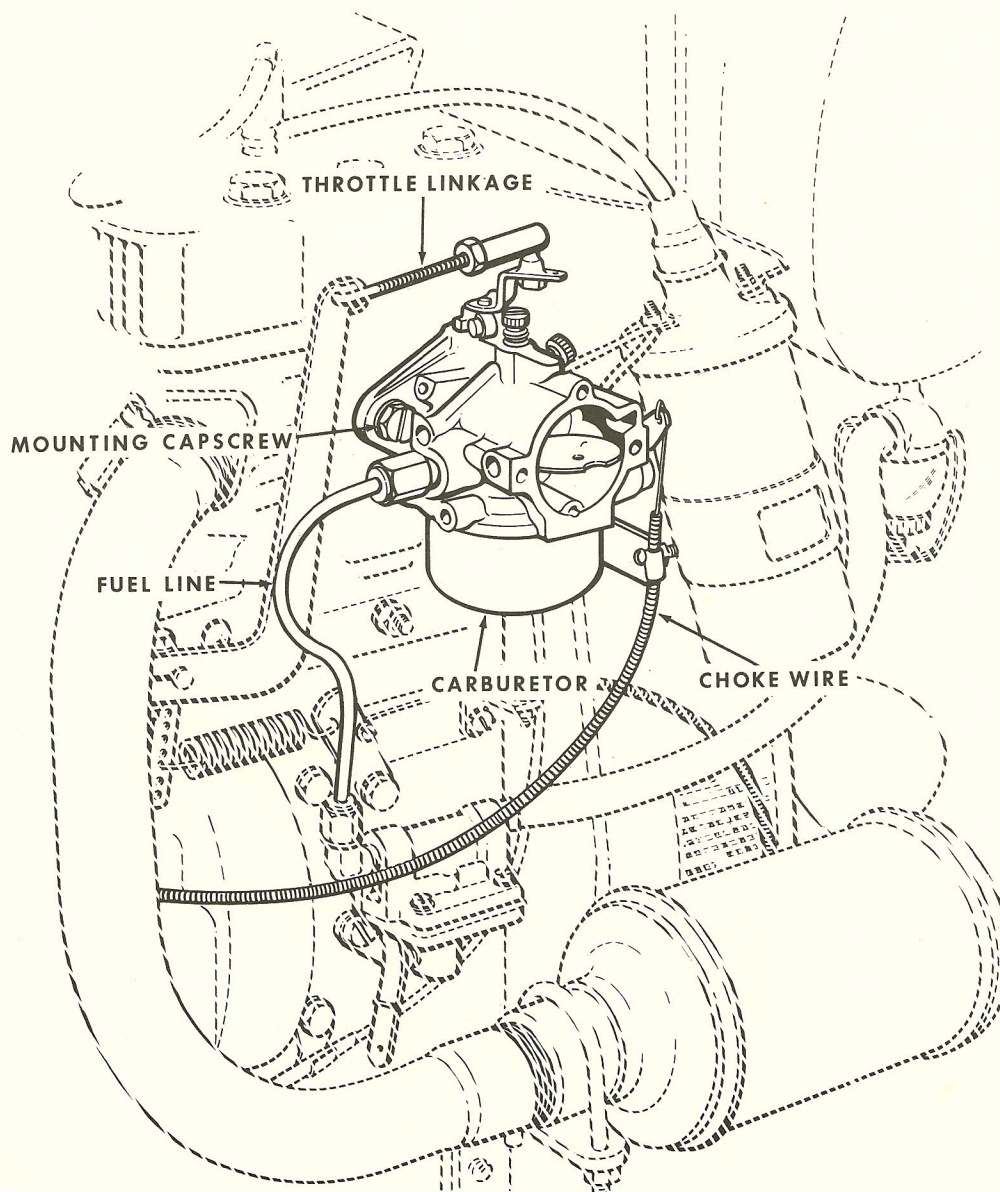 THROTTLE LINKAGE
MOUNTING CAPSCREW
FUEL LINE
CARBURETOR
CHOKE WIRE